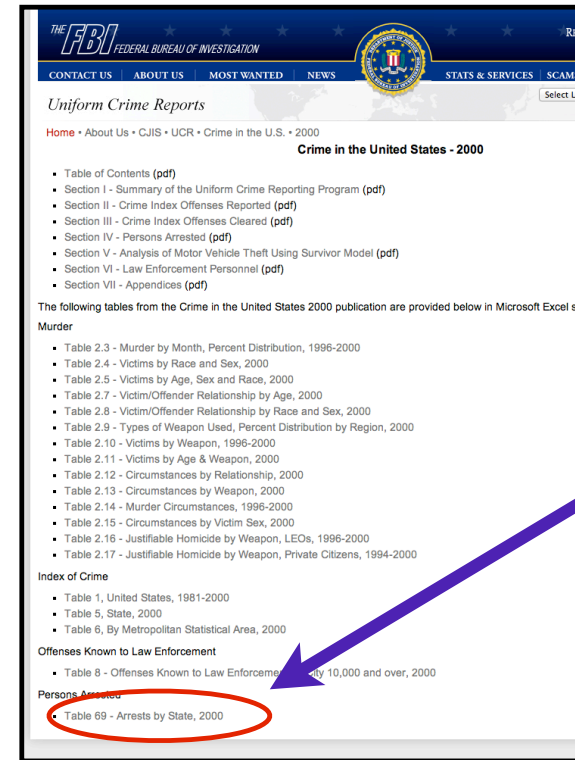 THE FBI FEDERAL BUREAU OF INVESTIGATION
CONTACT US ABOUT US MOST WANTED NEWS STATS & SERVICES
Uniform Crime Reports
Home • About Us • CJIS • UCR • Crime in the U.S. • 2000
Crime in the United States - 2000
Table of Contents (pdf)
Section I - Summary of the Uniform Crime Reporting Program (pdf)
Section II - Crime Index Offenses Reported (pdf)
Section III - Crime Index Offenses Cleared (pdf)
Section IV - Persons Arrested (pdf)
Section V - Analysis of Motor Vehicle Theft Using Survivor Model (pdf)
Section VI - Law Enforcement Personnel (pdf)
Section VII - Appendices (pdf)
The following tables from the Crime in the United States 2000 publication are provided below in Microsoft Excel
Murder
Table 2.3 - Murder by Month, Percent Distribution, 1996-2000
Table 2.4 - Victims by Race and Sex, 2000
Table 2.5 - Victims by Age, Sex and Race, 2000
Table 2.7 - Victim/Offender Relationship by Age, 2000
Table 2.8 - Victim/Offender Relationship by Race and Sex, 2000
Table 2.9 - Types of Weapon Used, Percent Distribution by Region, 2000
Table 2.10 - Victims by Weapon, 1996-2000
Table 2.11 - Victims by Age & Weapon, 2000
Table 2.12 - Circumstances by Relationship, 2000
Table 2.13 - Circumstances by Weapon, 2000
Table 2.14 - Murder Circumstances, 1996-2000
Table 2.15 - Circumstances by Victim Sex, 2000
Table 2.16 - Justifiable Homicide by Weapon, LEOs, 1996-2000
Table 2.17 - Justifiable Homicide by Weapon, Private Citizens, 1994-2000
Index of Crime
Table 1, United States, 1981-2000
Table 5, State, 2000
Table 6, By Metropolitan Statistical Area, 2000
Offenses Known to Law Enforcement
Table 8 - Offenses Known to Law 10,000 and over, 2000
Persons Arrested
Table 69 - Arrests by State, 2000